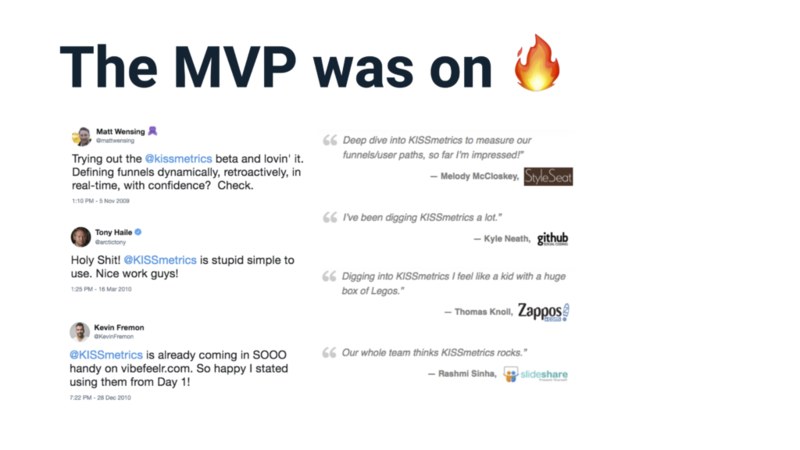 The MVP was on 🔥
Matt Wensing
@mattwensing
Trying out the @kissmetrics beta and lovin' it.
Defining funnels dynamically, retroactively, in
real-time, with confidence? Check.
1:10 PM - 5 Nov 2009
Tony Haile
@arctictony
Holy Shit! @KISSmetrics is stupid simple to
use. Nice work guys!
1:25 PM - 16 Mar 2010
Kevin Fremon
@KevinFremon
@KISSmetrics is already coming in SOOO
handy on vibefeelr.com. So happy I stated
using them from Day 1!
7:22 PM - 28 Dec 2010
“ Deep dive into KISSmetrics to measure our
funnels/user paths, so far I'm impressed!”
— Melody McCloskey, StyleSeat
“ I've been digging KISSmetrics a lot.”
— Kyle Neath, github
SOCIAL CODING
“ Digging into KISSmetrics I feel like a kid with a huge
box of Legos.”
— Thomas Knoll, Zappos
“ Our whole team thinks KISSmetrics rocks.”
— Rashmi Sinha, slideshare